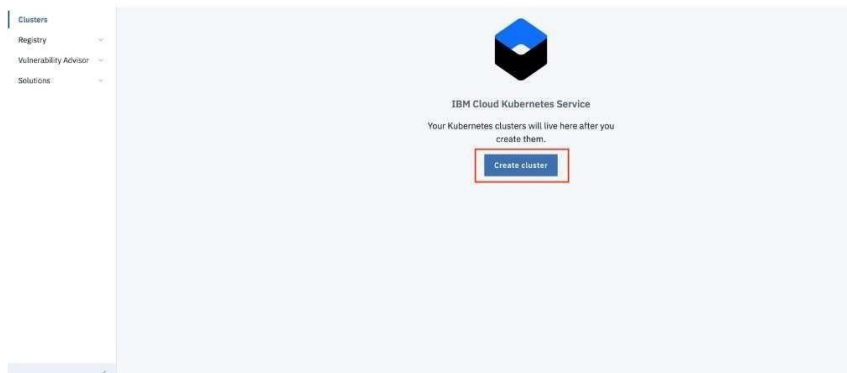 Clusters
Registry
Vulnerability Advisor
Solutions
IBM Cloud Kubernetes Service
Your Kubernetes clusters will live here after you
create them.
Create cluster